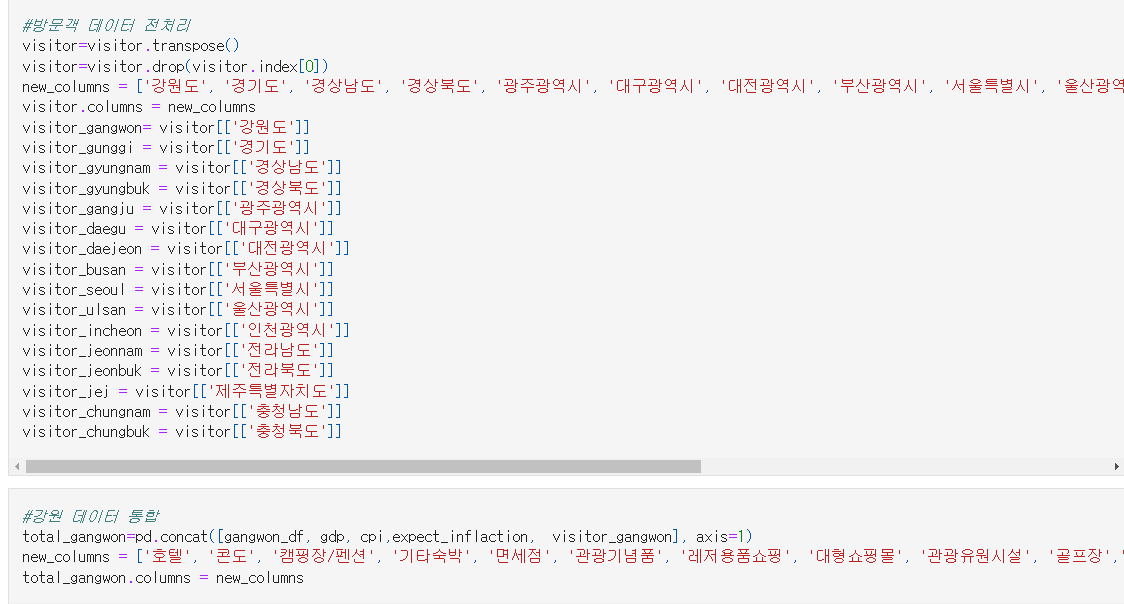 #방문객 데이터 전처리
visitor=visitor.transpose()
visitor=visitor.drop(visitor.index[0])
new_columns = ['강원도', '경기도', '경상남도', '경상북도', '광주광역시', '대구광역시', '대전광역시', '부산광역시', '서울특별시', '울산광역
visitor.columns = new_columns
visitor_gangwon= visitor[['강원도']]
visitor_gunggi = visitor[['경기도']]
visitor_gyungnam = visitor[['경상남도']]
visitor_gyungbuk = visitor[['경상북도']]
visitor_gangju = visitor[['광주광역시']]
visitor_daegu = visitor[['대구광역시']]
visitor_daejeon = visitor[['대전광역시']]
visitor_busan = visitor[['부산광역시']]
visitor_seoul = visitor[['서울특별시']]
visitor_ulsan = visitor[['울산광역시']]
visitor_incheon = visitor[['인천광역시']]
visitor_jeonnam = visitor[['전라남도']]
visitor_jeonbuk = visitor[['전라북도']]
visitor_jej = visitor[['제주특별자치도']]
visitor_chungnam = visitor[['충청남도']]
visitor_chungbuk = visitor[['충청북도']]
#강원 데이터 통합
total_gangwon=pd.concat([gangwon_df, gdp, cpi,expect_inflaction,  visitor_gangwon], axis=1)
new_columns = ['호텔', '콘도', '캠핑장/펜션', '기타숙박', '면세점', '관광기념품', '레저용품쇼핑', '대형쇼핑몰', '관광유원시설', '골프장','
total_gangwon.columns = new_columns